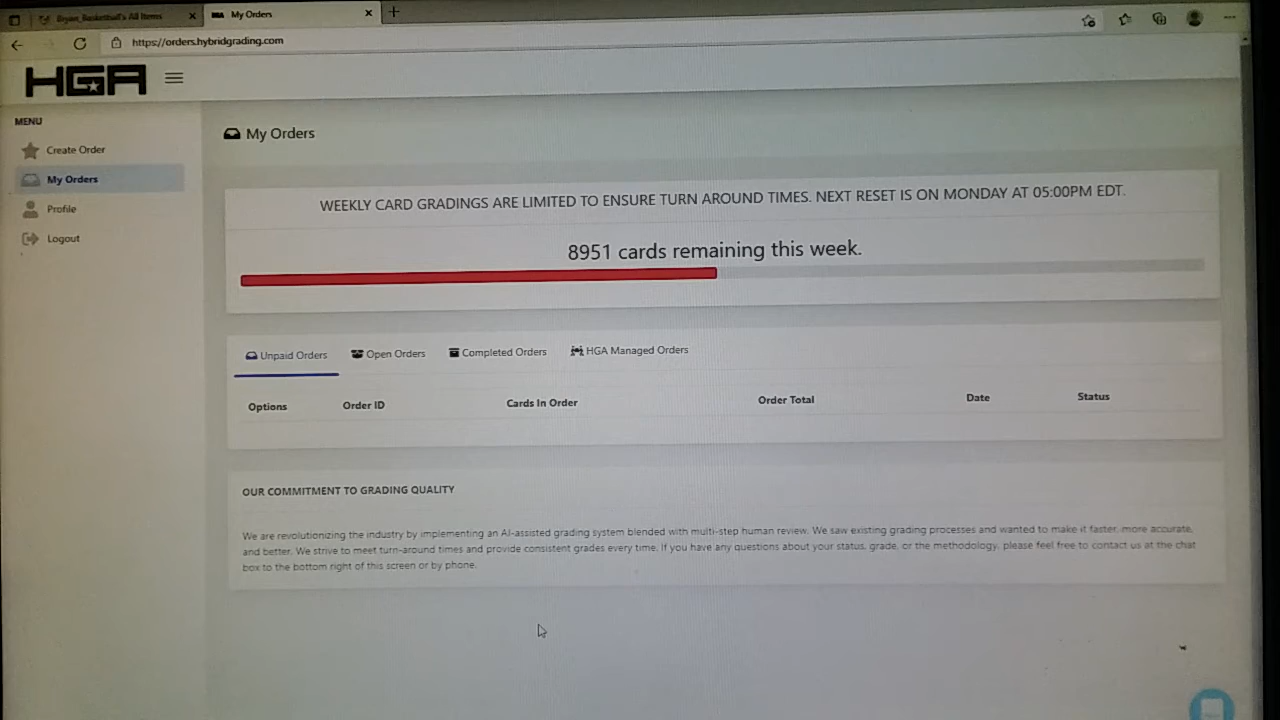 Bryan_Basketball's All Items
My Orders
https://orders.hybridgrading.com
HGA
MENU
Create Order
My Orders
Profile
Logout
My Orders
WEEKLY CARD GRADINGS ARE LIMITED TO ENSURE TURN AROUND TIMES. NEXT RESET IS ON MONDAY AT 05:00PM EDT.
8951 cards remaining this week.
Unpaid Orders Open Orders Completed Orders HGA Managed Orders
Options Order ID Cards In Order Order Total Date Status
OUR COMMITMENT TO GRADING QUALITY
We are revolutionizing the industry by implementing an AI-assisted grading system blended with multi-step human review. We saw existing grading processes and wanted to make it faster, more accurate,
and better. We strive to meet turn-around times and provide consistent grades every time. If you have any questions about your status, grade, or the methodology, please feel free to contact us at the chat
box to the bottom right of this screen or by phone.